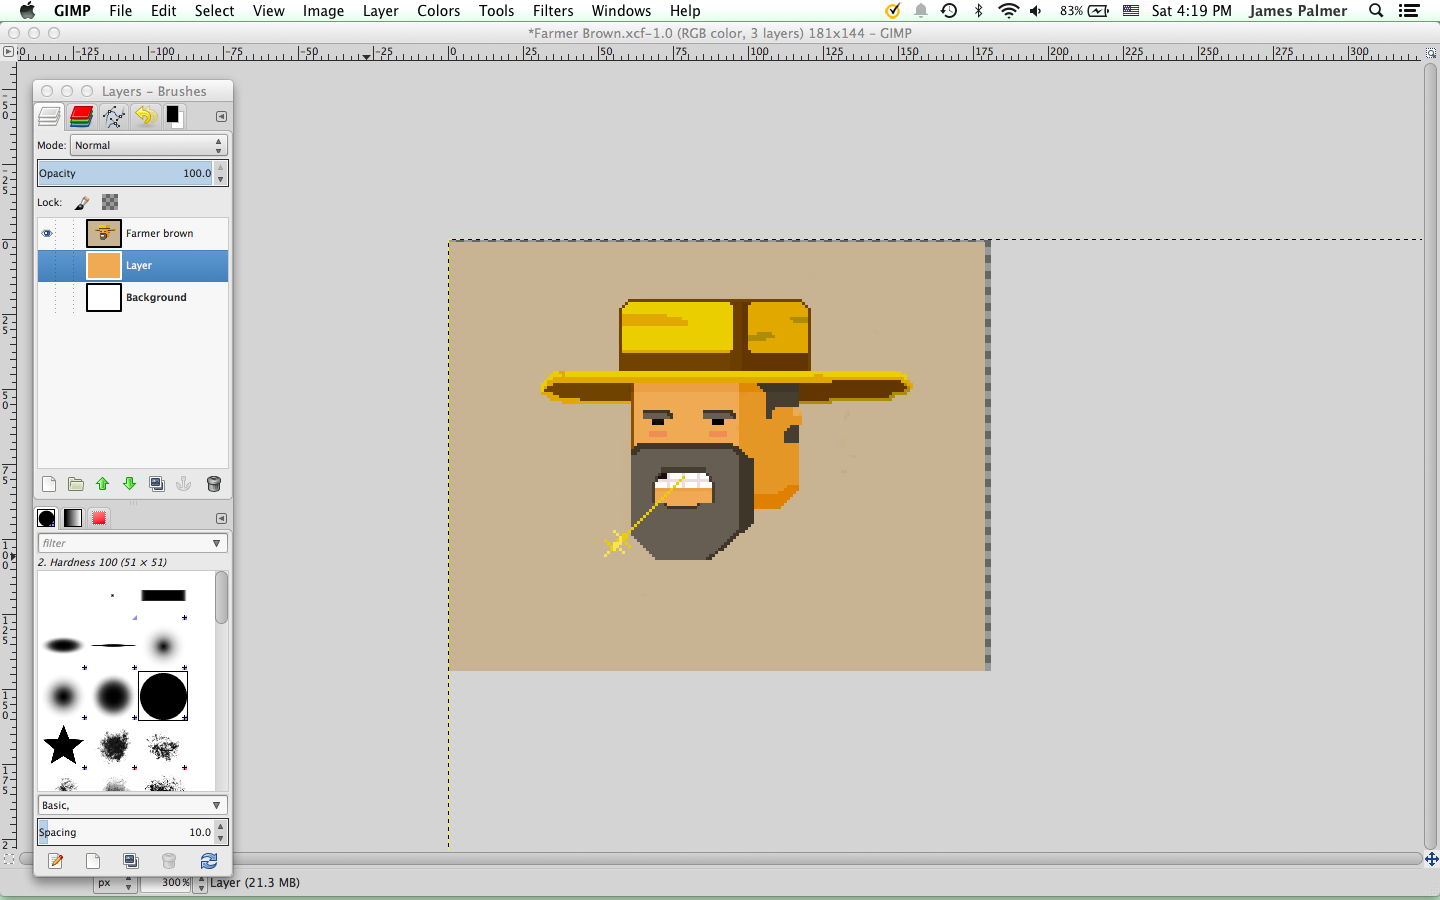 GIMP File Edit Select View Image Layer Colors Tools Filters Windows Help 83% Sat 4:19 PM James Palmer
*Farmer Brown.xcf-1.0 (RGB color, 3 layers) 181x144 – GIMP
-125 -100 -75 -50 -25 0 25 50 75 100 125 150 175 200 225 250 275 300
Layers – Brushes
Mode: Normal
Opacity 100.0
Lock:
Farmer brown
Layer
Background
filter
2. Hardness 100 (51 × 51)
Basic,
Spacing 10.0
px 300% Layer (21.3 MB)